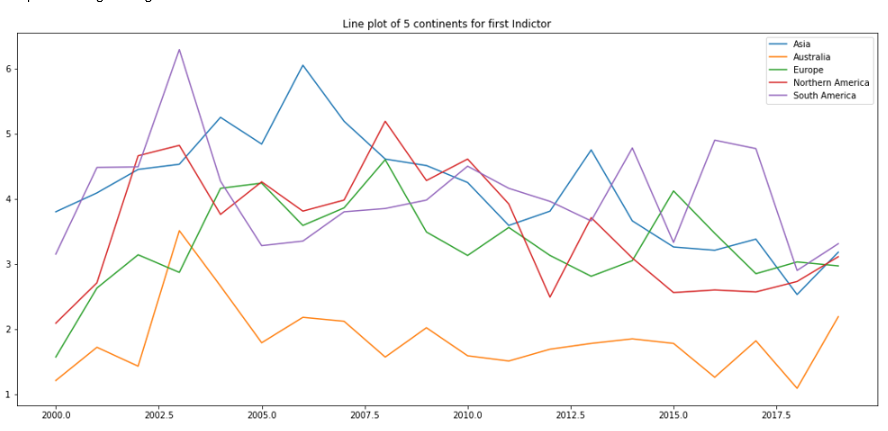 Line plot of 5 continents for first Indictor
Asia
Australia
Europe
Northern America
South America
6
5
4
3
2
1
2000.0 2002.5 2005.0 2007.5 2010.0 2012.5 2015.0 2017.5